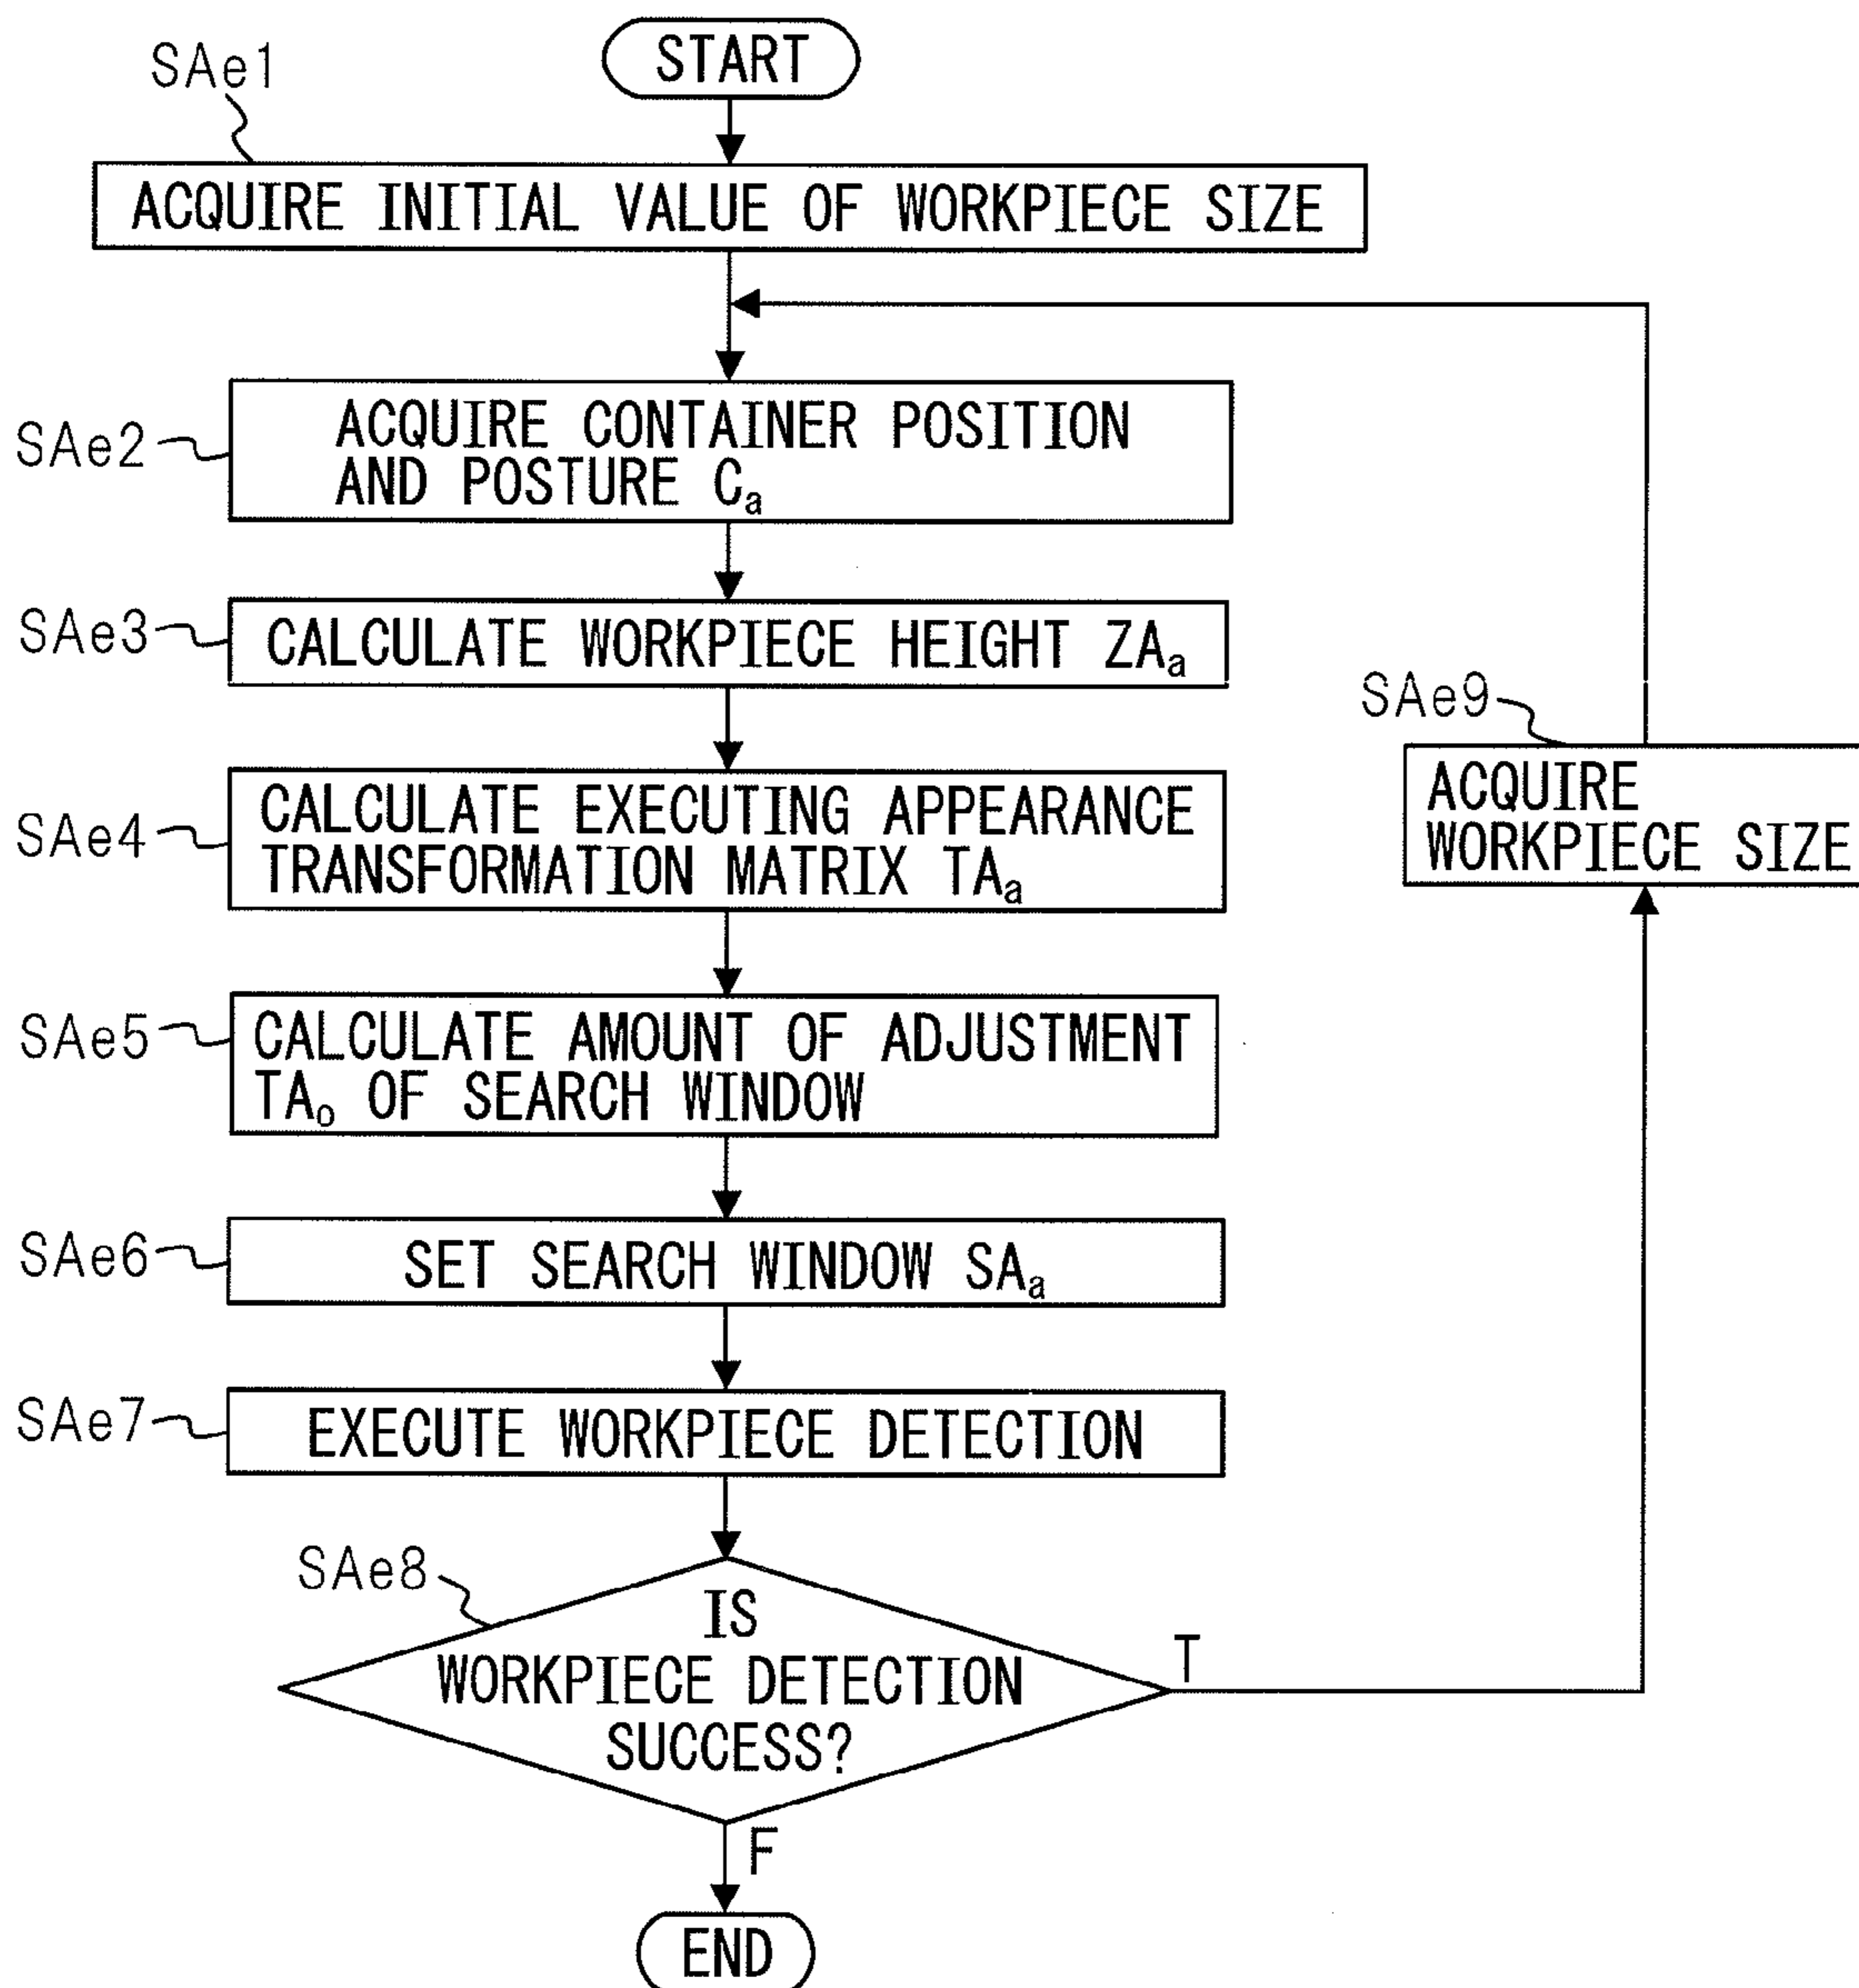 START
SAe1
ACQUIRE INITIAL VALUE OF WORKPIECE SIZE
SAe2
ACQUIRE CONTAINER POSITION
AND POSTURE Cₐ
SAe3
CALCULATE WORKPIECE HEIGHT ZAₐ
SAe4
CALCULATE EXECUTING APPEARANCE
TRANSFORMATION MATRIX TAₐ
SAe5
CALCULATE AMOUNT OF ADJUSTMENT
TAₒ OF SEARCH WINDOW
SAe6
SET SEARCH WINDOW SAₐ
SAe7
EXECUTE WORKPIECE DETECTION
SAe8
IS
WORKPIECE DETECTION
SUCCESS?
T
F
SAe9
ACQUIRE
WORKPIECE SIZE
END